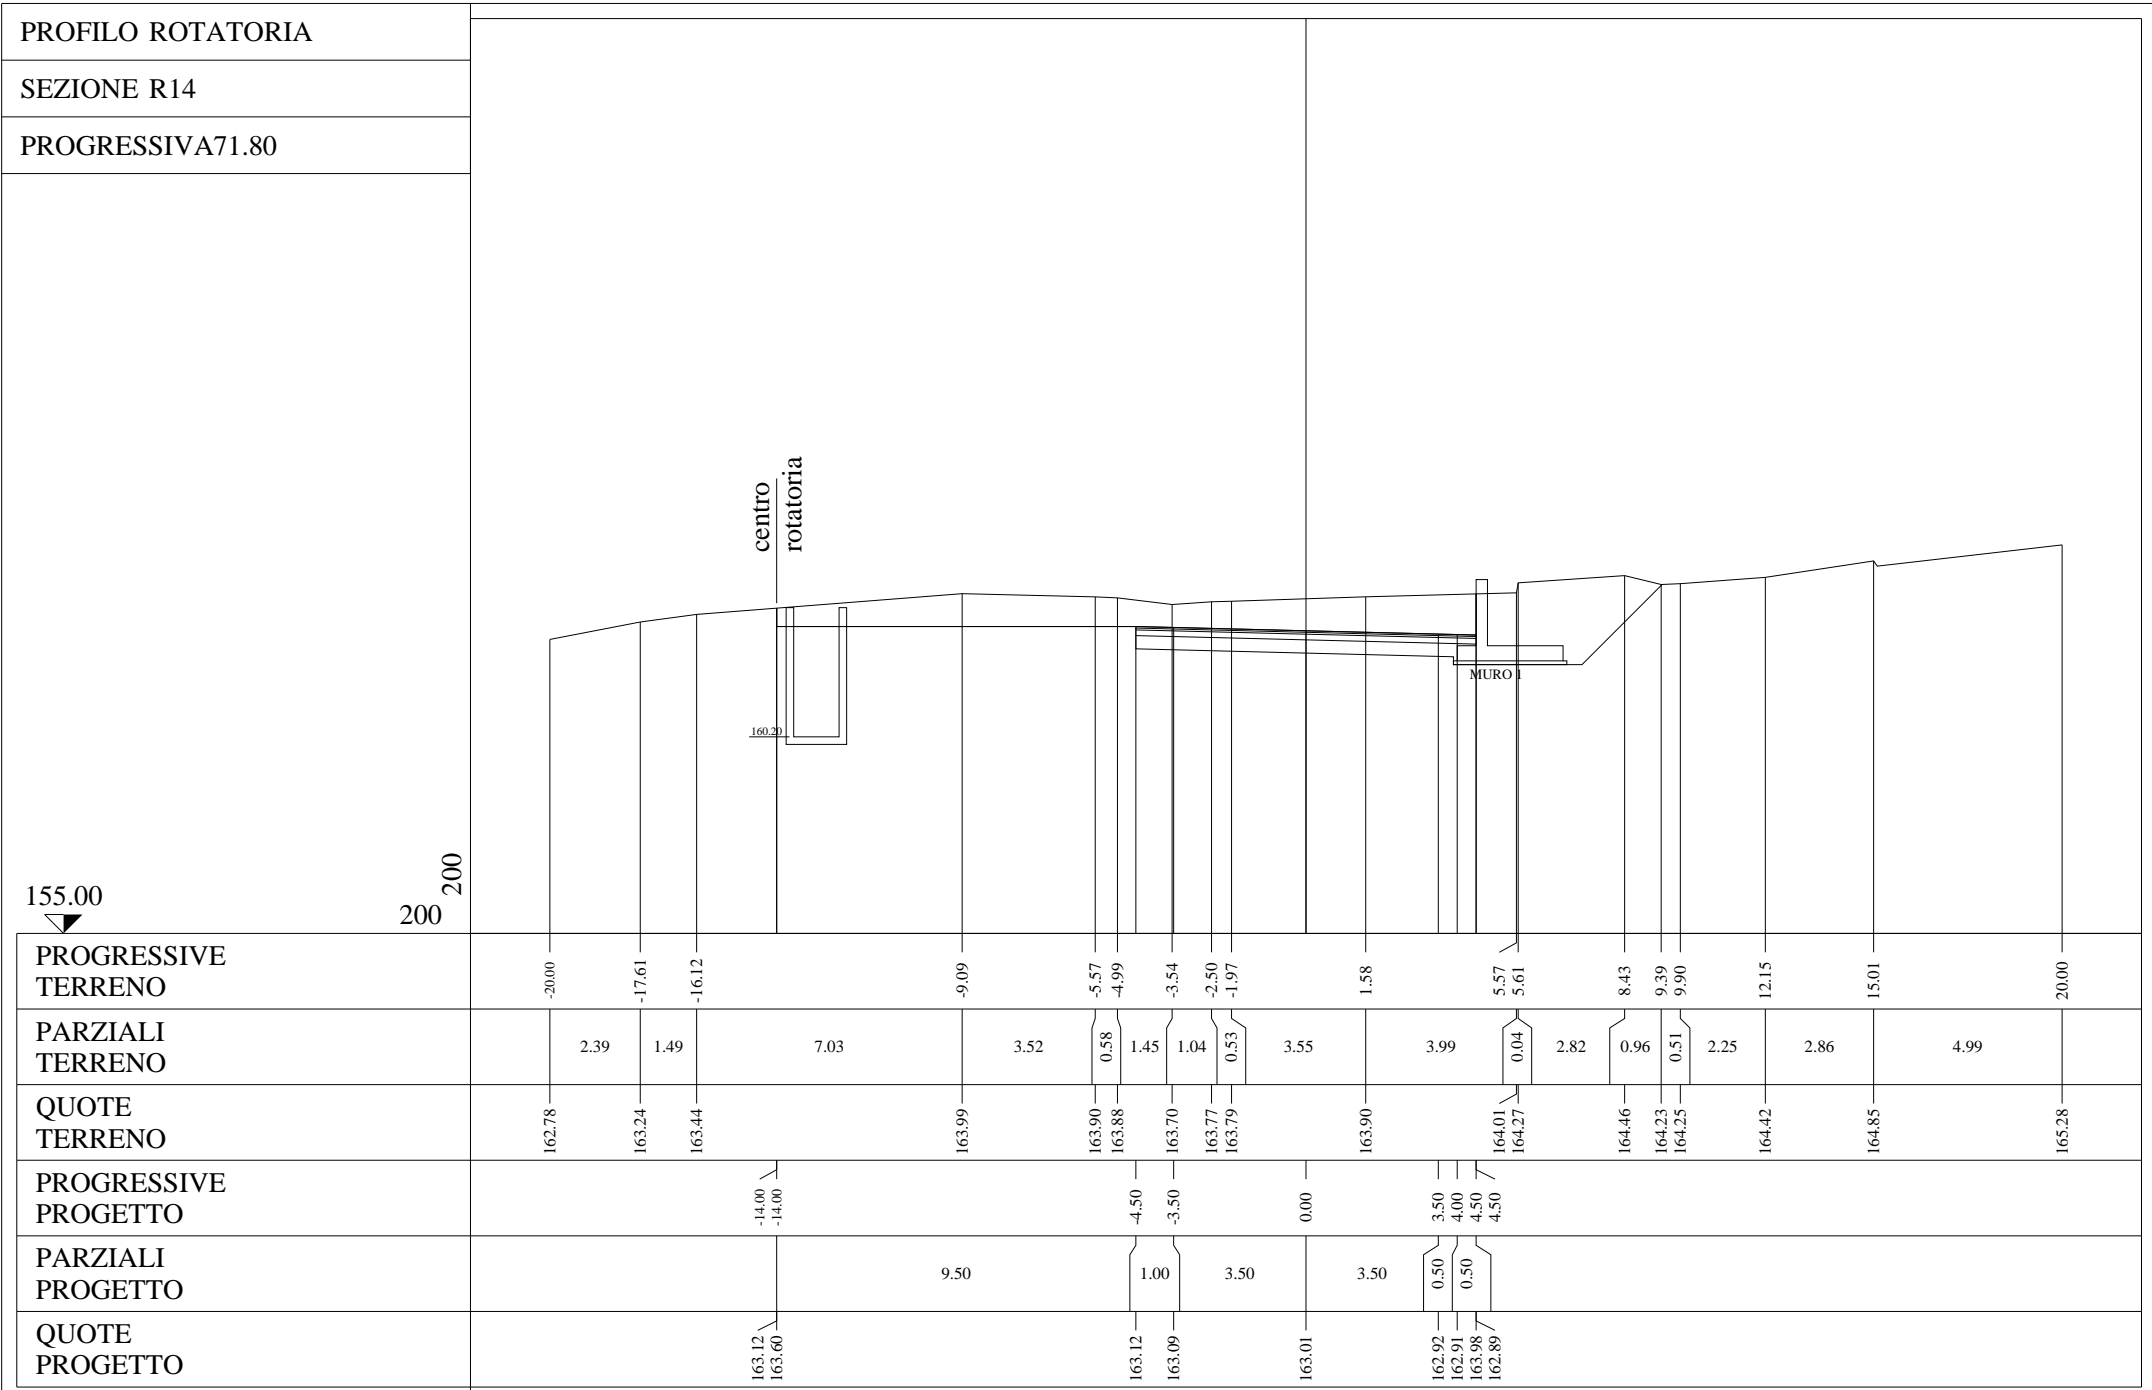 PROFILO ROTATORIA
SEZIONE R14
PROGRESSIVA71.80
centro
rotatoria
MURO 1
160.20
200
155.00
200
PROGRESSIVE
TERRENO
-20.00 -17.61 -16.12 -9.09 -5.57 -4.99 -3.54 -2.50 -1.97 1.58 5.57 5.61 8.43 9.39 9.90 12.15 15.01 20.00
PARZIALI
TERRENO
2.39 1.49 7.03 3.52 0.58 1.45 1.04 0.53 3.55 3.99 0.04 2.82 0.96 0.51 2.25 2.86 4.99
QUOTE
TERRENO
162.78 163.24 163.44 163.99 163.90 163.88 163.70 163.77 163.79 163.90 164.01 164.27 164.46 164.23 164.25 164.42 164.85 165.28
PROGRESSIVE
PROGETTO
-14.00 -14.00 -4.50 -3.50 0.00 3.50 4.00 4.50 4.50
PARZIALI
PROGETTO
9.50 1.00 3.50 3.50 0.50 0.50
QUOTE
PROGETTO
163.12 163.60 163.12 163.09 163.01 162.92 162.91 163.98 162.89